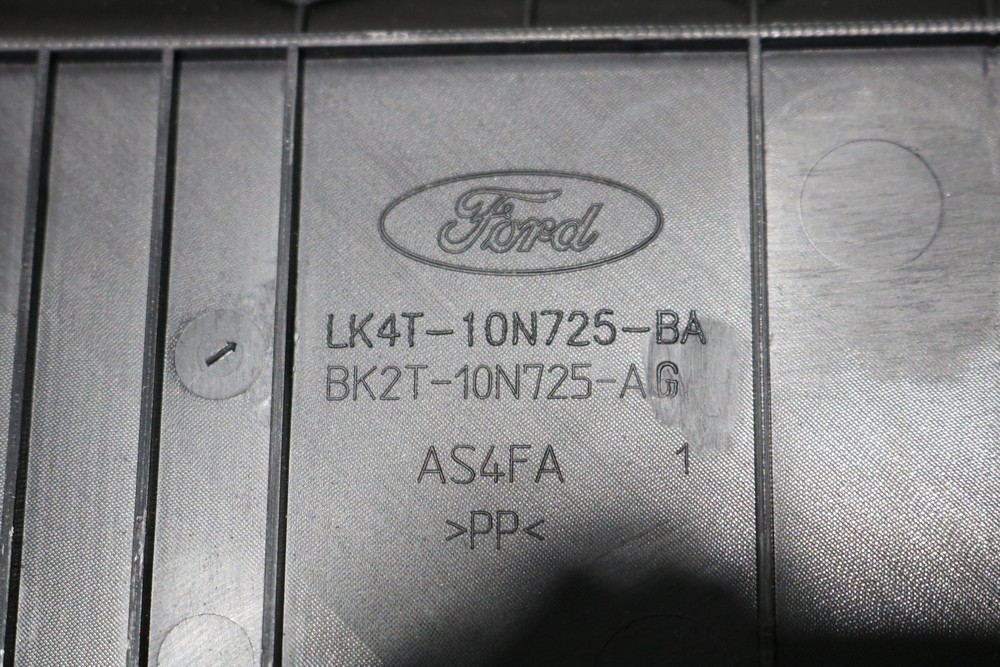 Ford
LK4T-10N725-BA
BK2T-10N725-AG
AS4FA 1
>PP<